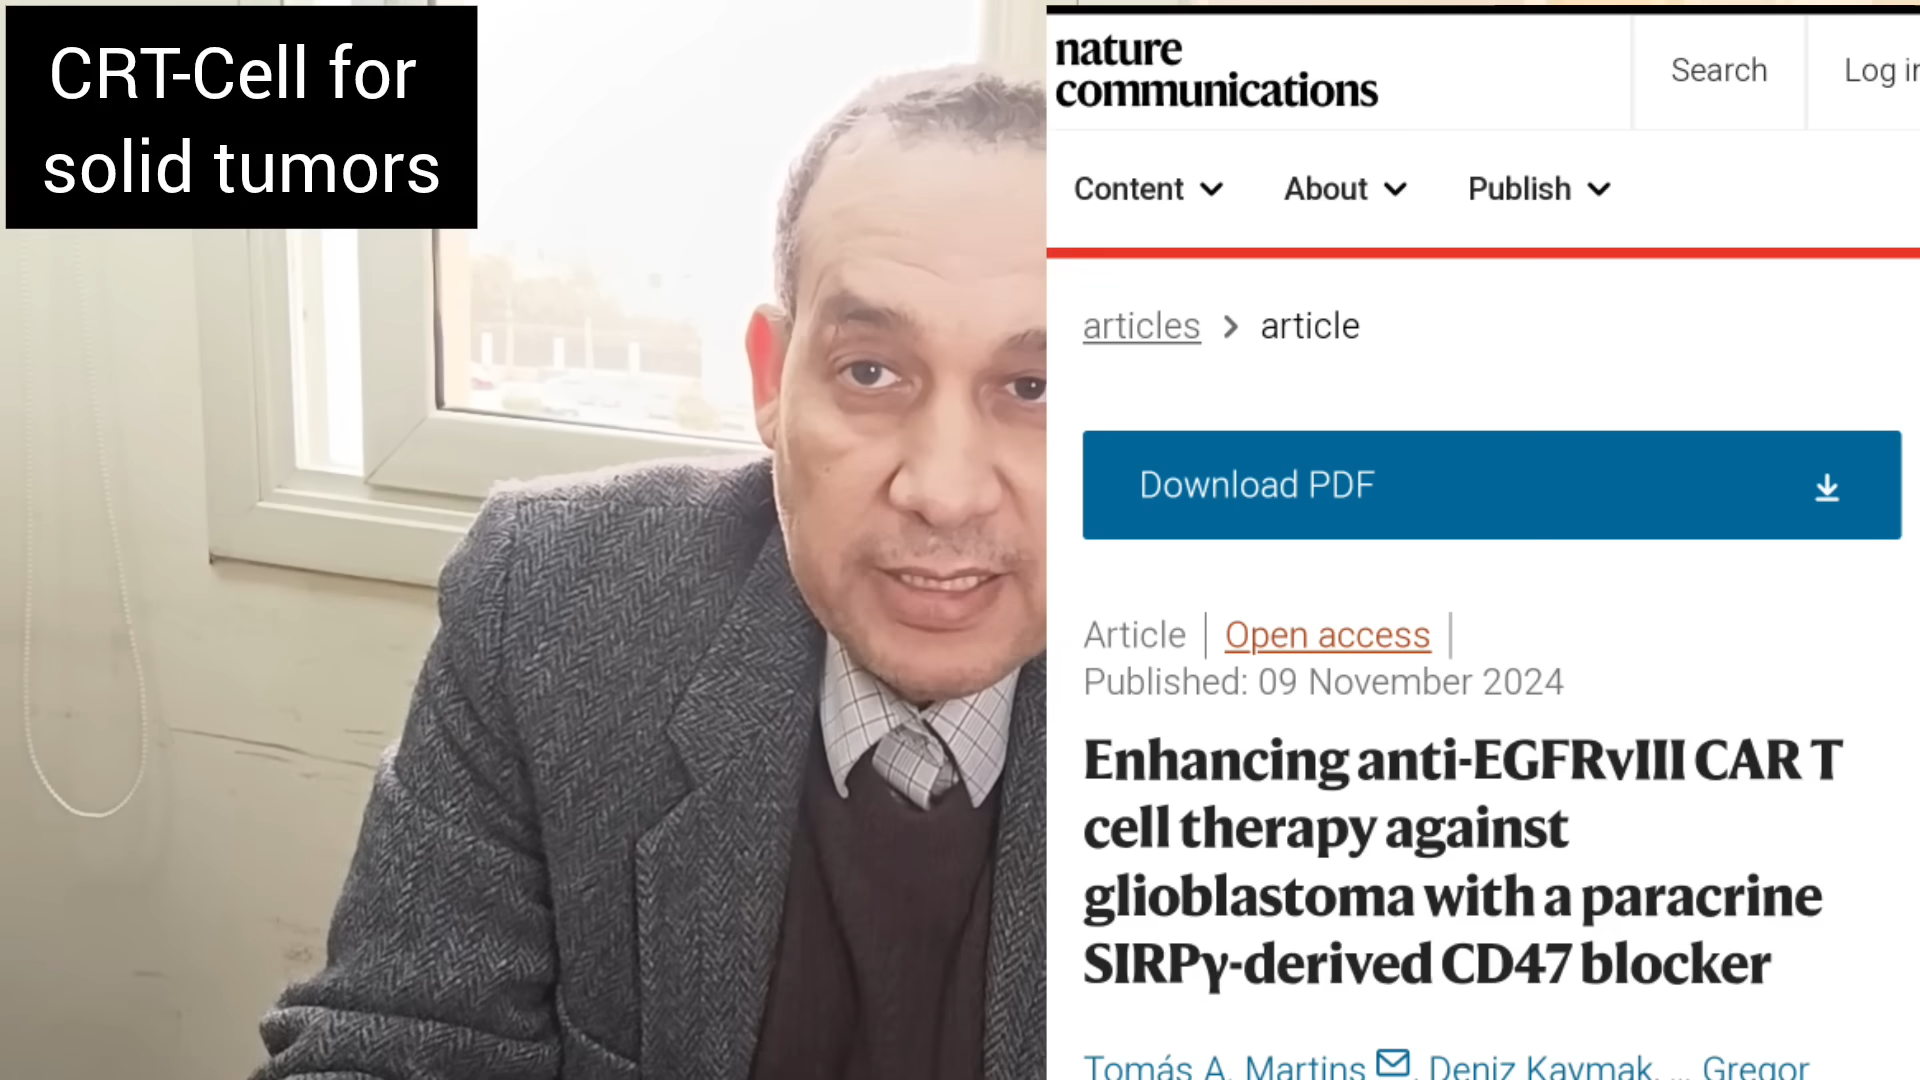 CRT-Cell for
solid tumors
nature
communications
Search
Log in
Content
About
Publish
articles > article
Download PDF
Article | Open access |
Published: 09 November 2024
Enhancing anti-EGFRvIII CAR T
cell therapy against
glioblastoma with a paracrine
SIRPγ-derived CD47 blocker
Tomás A. Martins, Deniz Kaymak, ... Gregor